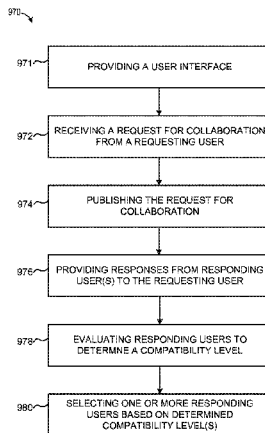 970
971
PROVIDING A USER INTERFACE
972
RECEIVING A REQUEST FOR COLLABORATION
FROM A REQUESTING USER
974
PUBLISHING THE REQUEST FOR
COLLABORATION
976
PROVIDING RESPONSES FROM RESPONDING
USER(S) TO THE REQUESTING USER
978
EVALUATING RESPONDING USERS TO
DETERMNE A COMPATIBILITY LEVEL
980
SELECTING ONE OR MORE RESPONDING
USERS BASED ON DETERMINED
COMPATIBILITY LEVEL(S)